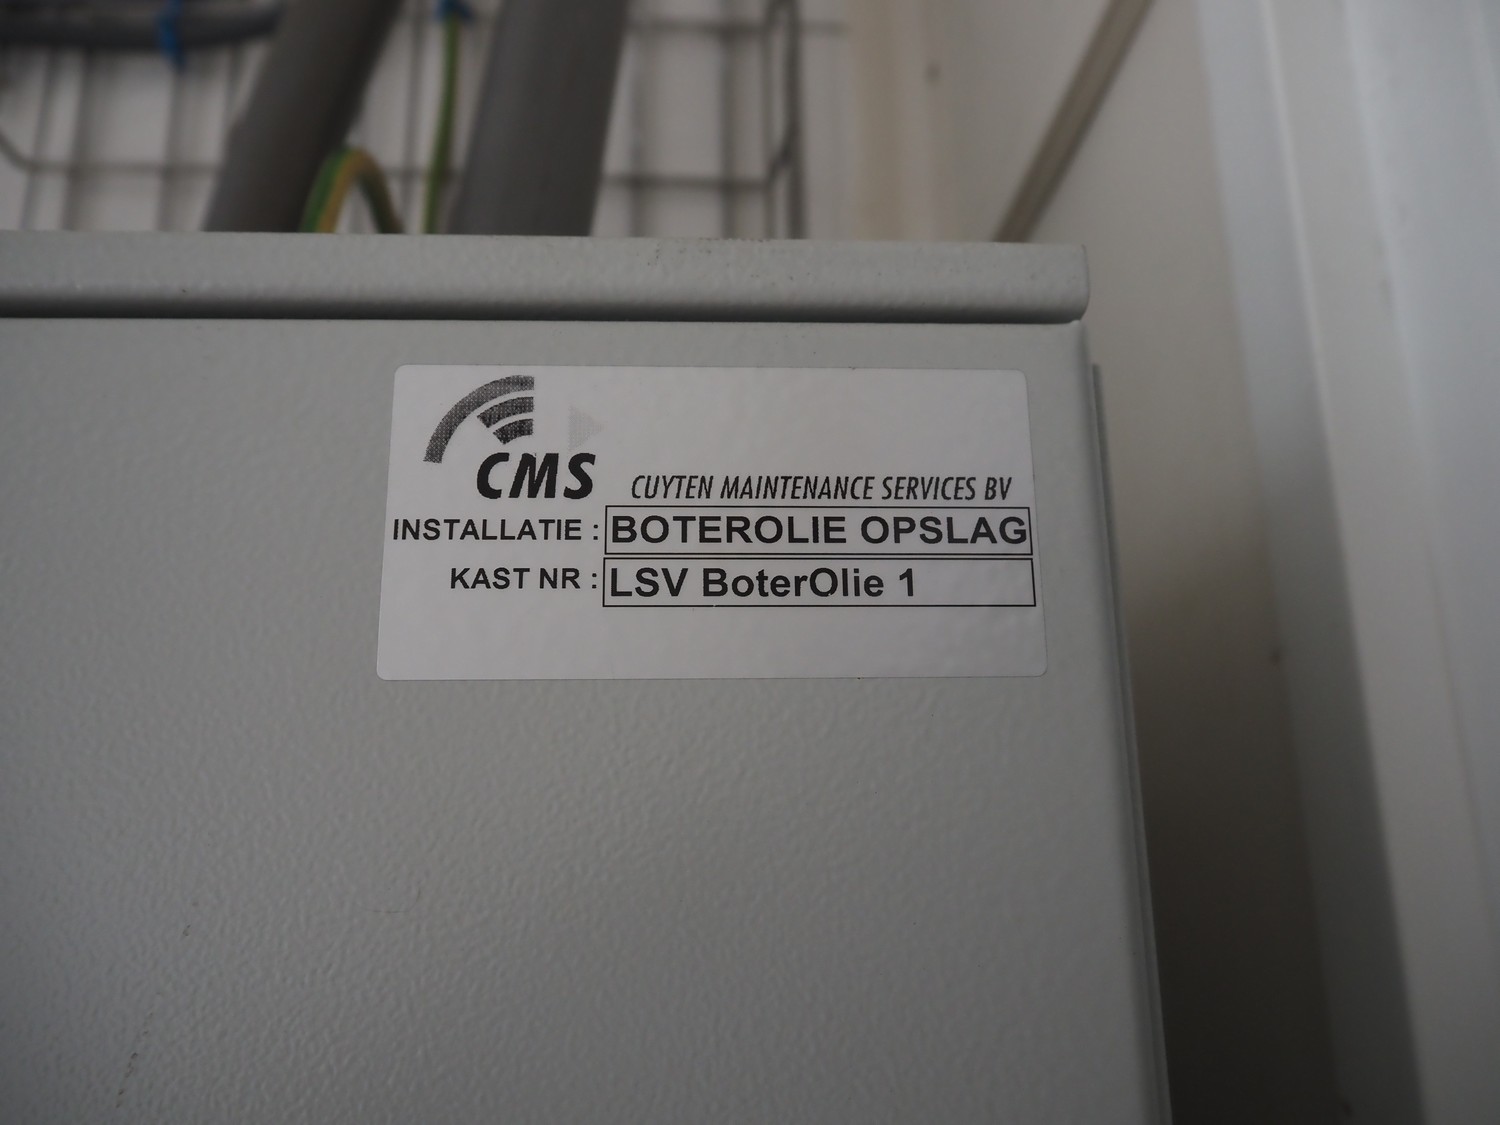 CMS
CUYTEN MAINTENANCE SERVICES BV
INSTALLATIE : BOTEROLIE OPSLAG
KAST NR : LSV BoterOlie 1